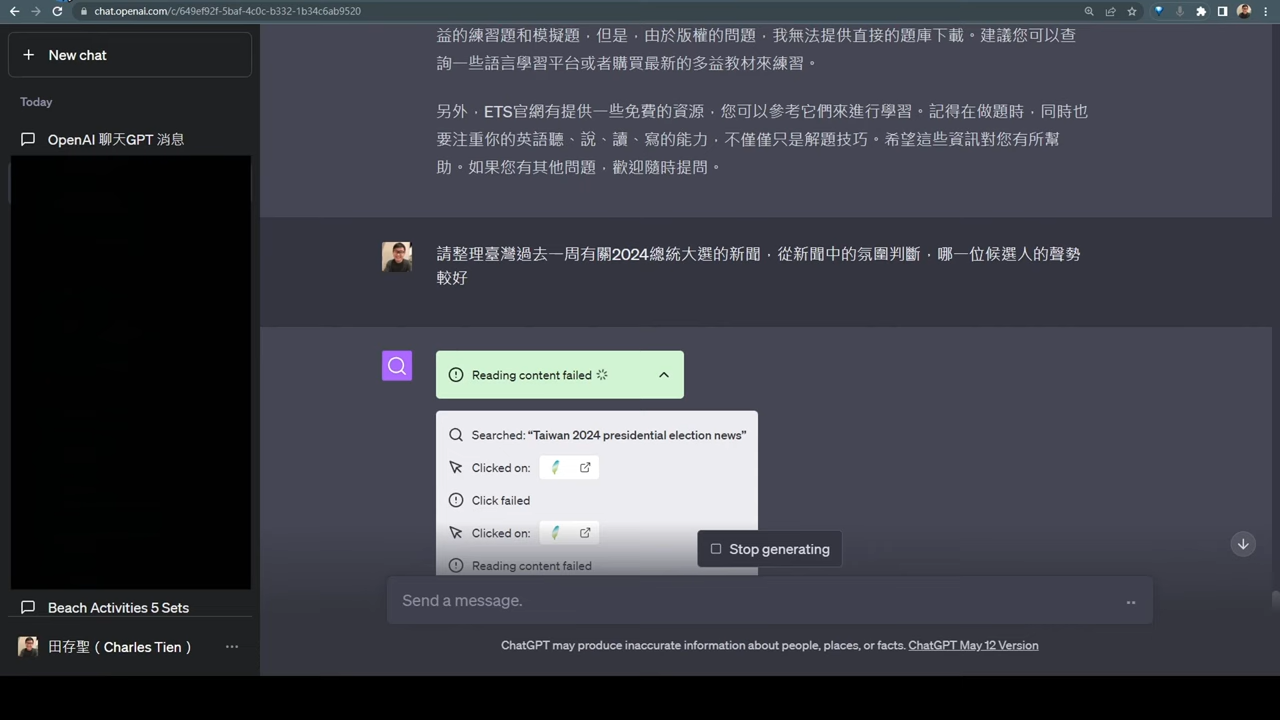 chat.openai.com/c/649ef92f-5baf-4c0c-b332-1b34c6ab9520
New chat
Today
OpenAI 聊天GPT 消息
Beach Activities 5 Sets
田存聖 ( Charles Tien )
益的練習題和模擬題，但是，由於版權的問題，我無法提供直接的題庫下載。建議您可以查
詢一些語言學習平台或者購買最新的多益教材來練習。
另外，ETS官網有提供一些免費的資源，您可以參考它們來進行學習。記得在做題時，同時也
要注重你的英語聽、說、讀、寫的能力，不僅僅只是解題技巧。希望這些資訊對您有所幫
助。如果您有其他問題，歡迎隨時提問。
請整理臺灣過去一周有關2024總統大選的新聞，從新聞中的氛圍判斷，哪一位候選人的聲勢
較好
Reading content failed
Searched: “Taiwan 2024 presidential election news”
Clicked on:
Click failed
Clicked on:
Reading content failed
Stop generating
Send a message.
ChatGPT may produce inaccurate information about people, places, or facts. ChatGPT May 12 Version